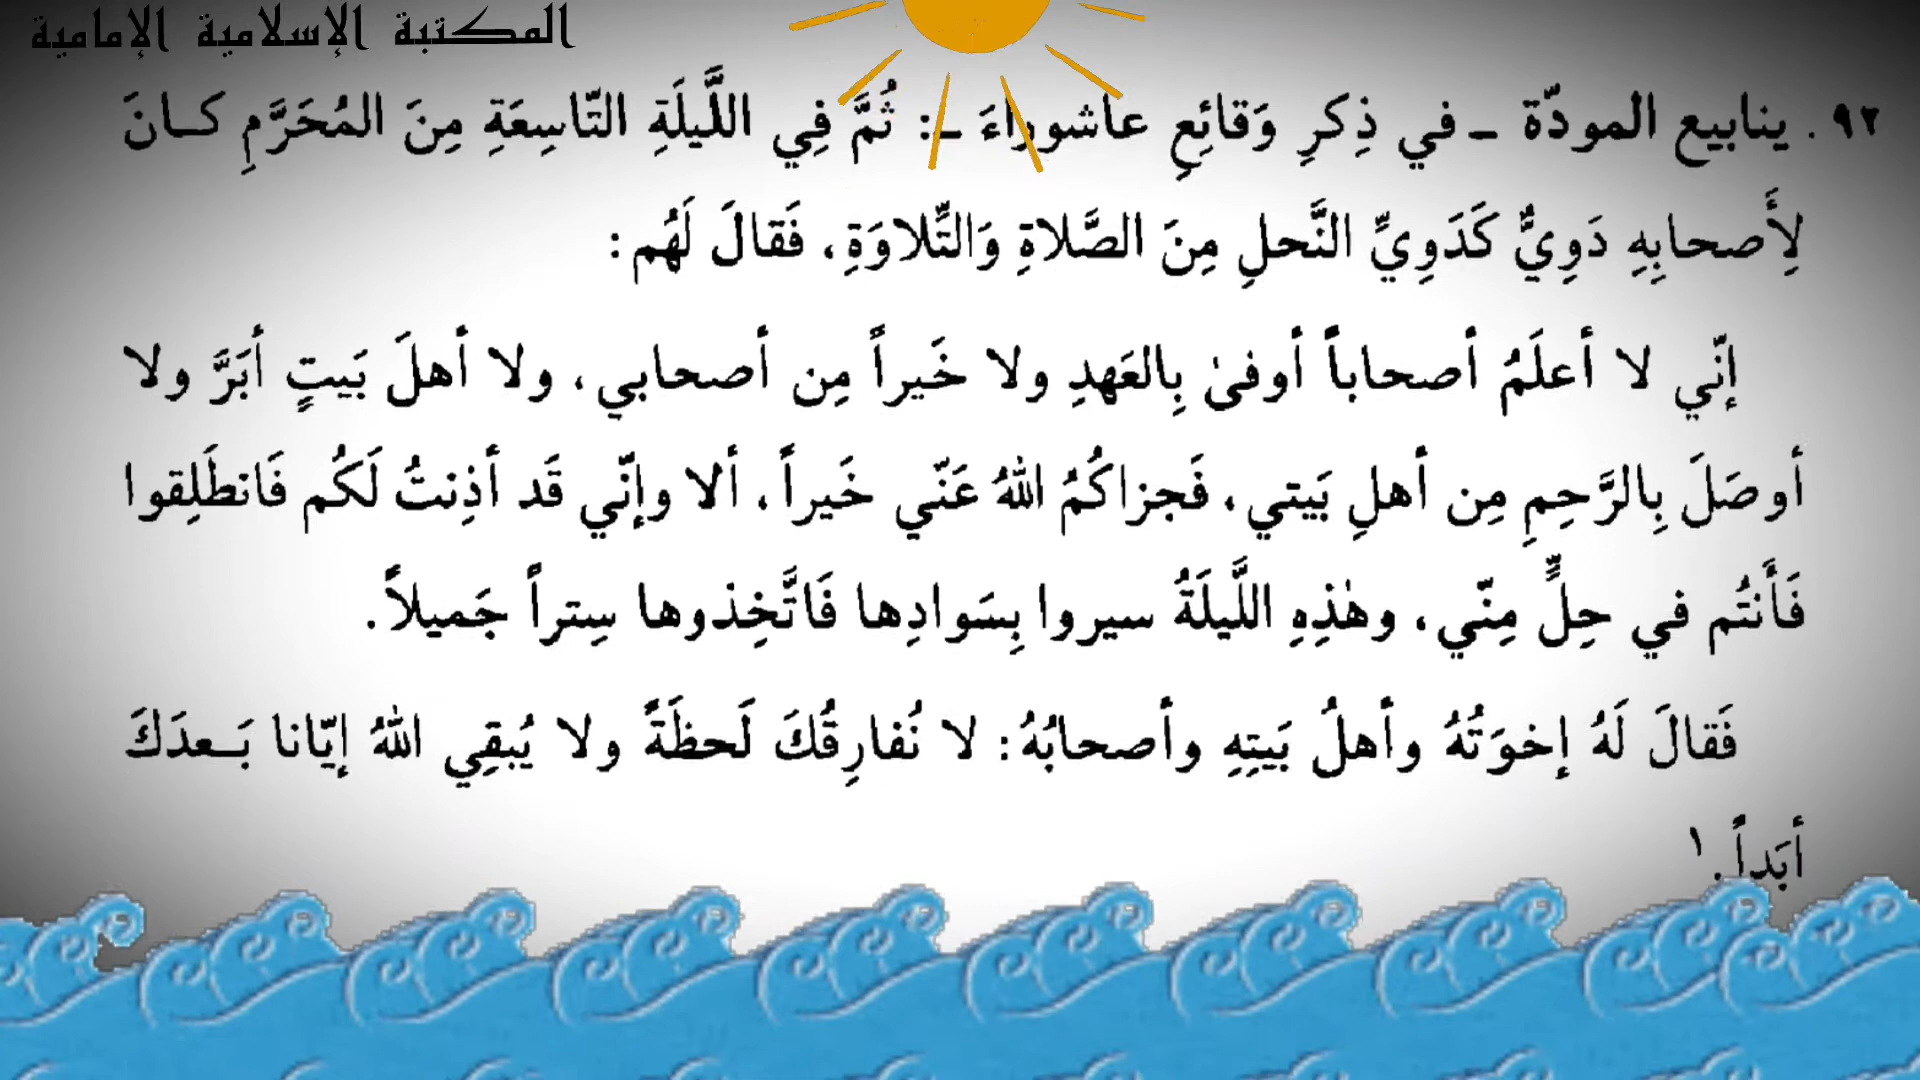 المكتبة الإسلامية الإمامية
٩٢ . ينابيع المودّة ـ في ذِكرِ وَقائِعِ عاشوراءَ ـ: ثُمَّ فِي اللَّيلَةِ التّاسِعَةِ مِنَ المُحَرَّمِ كـانَ
لِأَصحابِهِ دَوِيٌّ كَدَوِيِّ النَّحلِ مِنَ الصَّلاةِ وَالتِّلاوَةِ، فَقالَ لَهُم:
إنّي لا أعلَمُ أصحاباً أوفىٰ بِالعَهدِ ولا خَيراً مِن أصحابي، ولا أهلَ بَيتٍ أبَرَّ ولا
أوصَلَ بِالرَّحِمِ مِن أهلِ بَيتي، فَجزاكُمُ اللهُ عَنّي خَيراً، ألا وإنّي قَد أذِنتُ لَكُم فَانطَلِقوا
فَأَنتُم في حِلٍّ مِنّي، وهٰذِهِ اللَّيلَةُ سيروا بِسَوادِها فَاتَّخِذوها سِتراً جَميلاً.
فَقالَ لَهُ إخوَتُهُ وأهلُ بَيتِهِ وأصحابُهُ: لا نُفارِقُكَ لَحظَةً ولا يُبقِي اللهُ إيّانا بَـعدَكَ
أبَداً.١